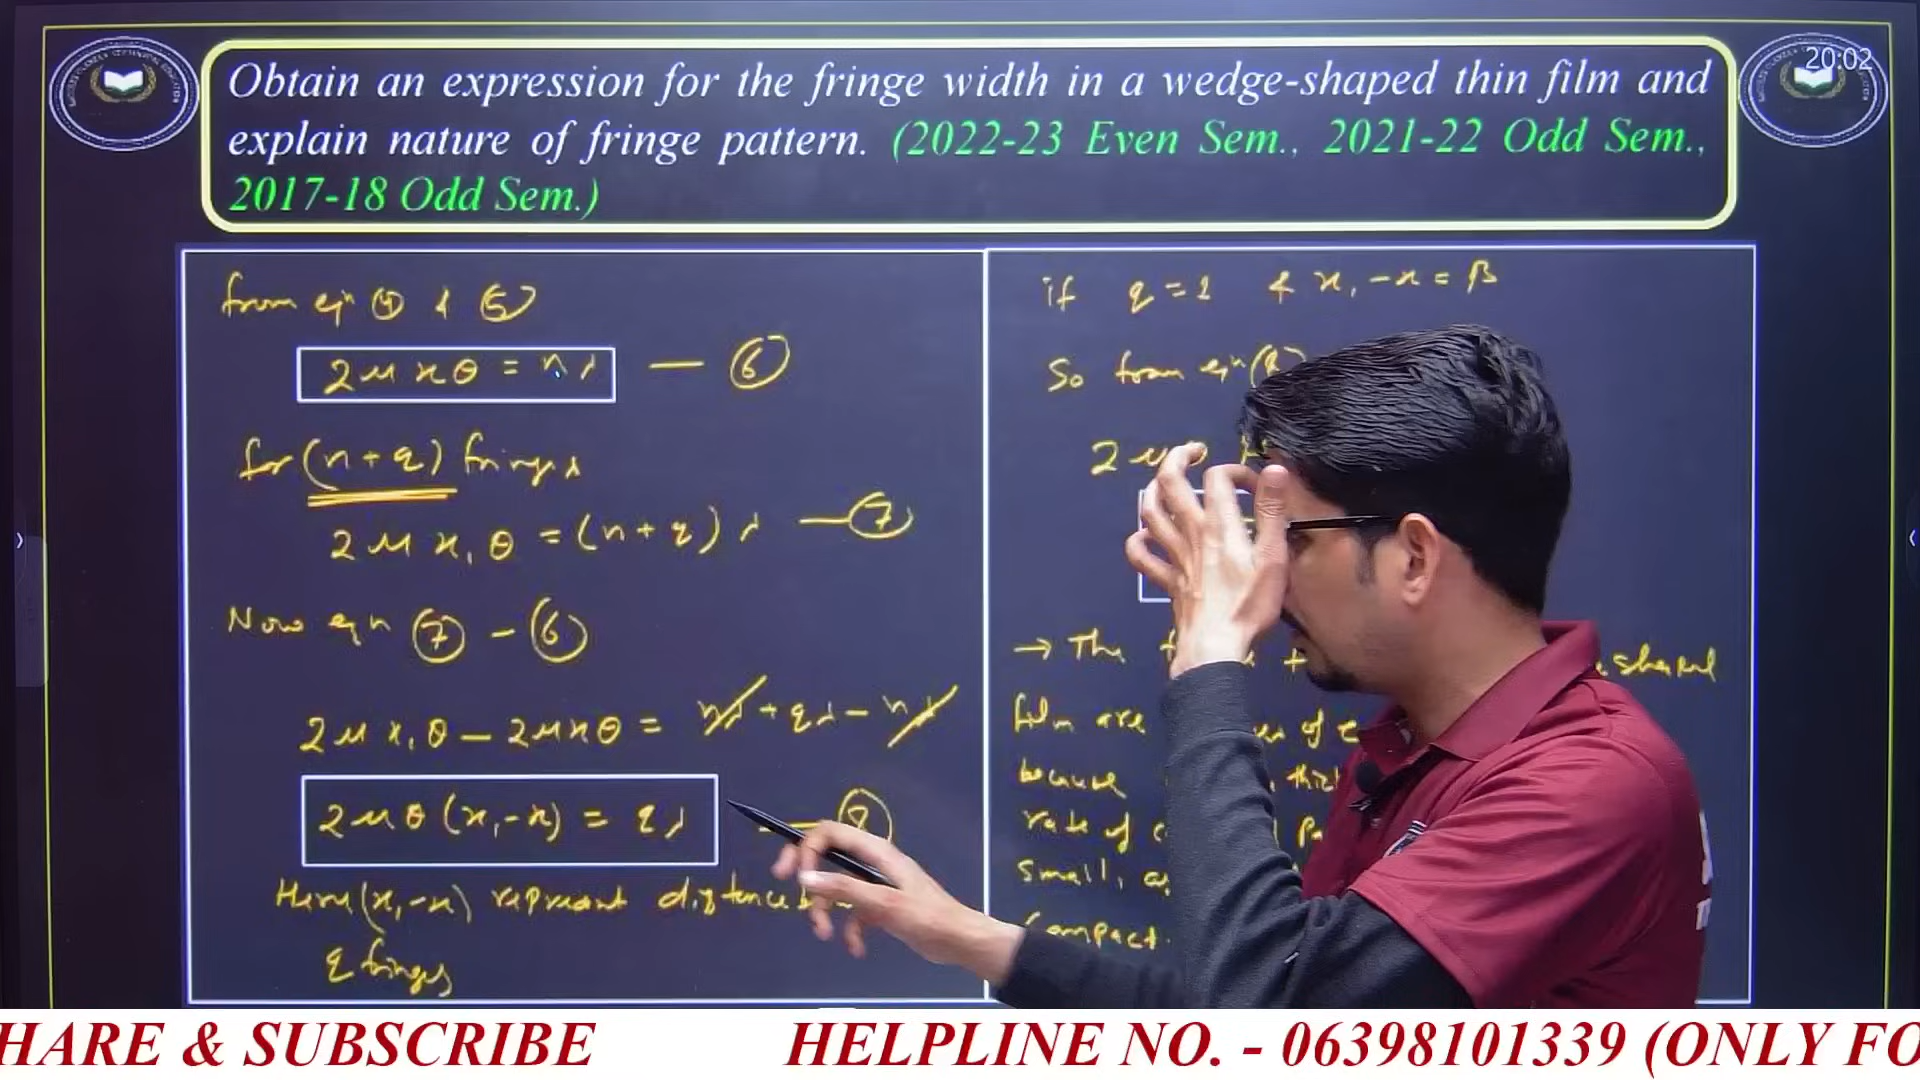 20:02
Obtain an expression for the fringe width in a wedge-shaped thin film and
explain nature of fringe pattern. (2022-23 Even Sem., 2021-22 Odd Sem.,
2017-18 Odd Sem.)
from eqⁿ ④ & ⑤
2μxθ = nλ — ⑥
for (n+q) fringes
2μx₁θ = (n+q)λ — ⑦
Now eqn ⑦ - ⑥
2μx₁θ - 2μxθ = nλ + qλ - nλ
2μθ(x₁-x) = qλ — ⑧
Here (x₁-x) represent distance
q fringes
if q=1 & x₁-x = β
So from eqⁿ
2μθ
→ The shaped
film are of
because
rate of
small,
Compact.
HARE & SUBSCRIBE HELPLINE NO. - 06398101339 (ONLY FO